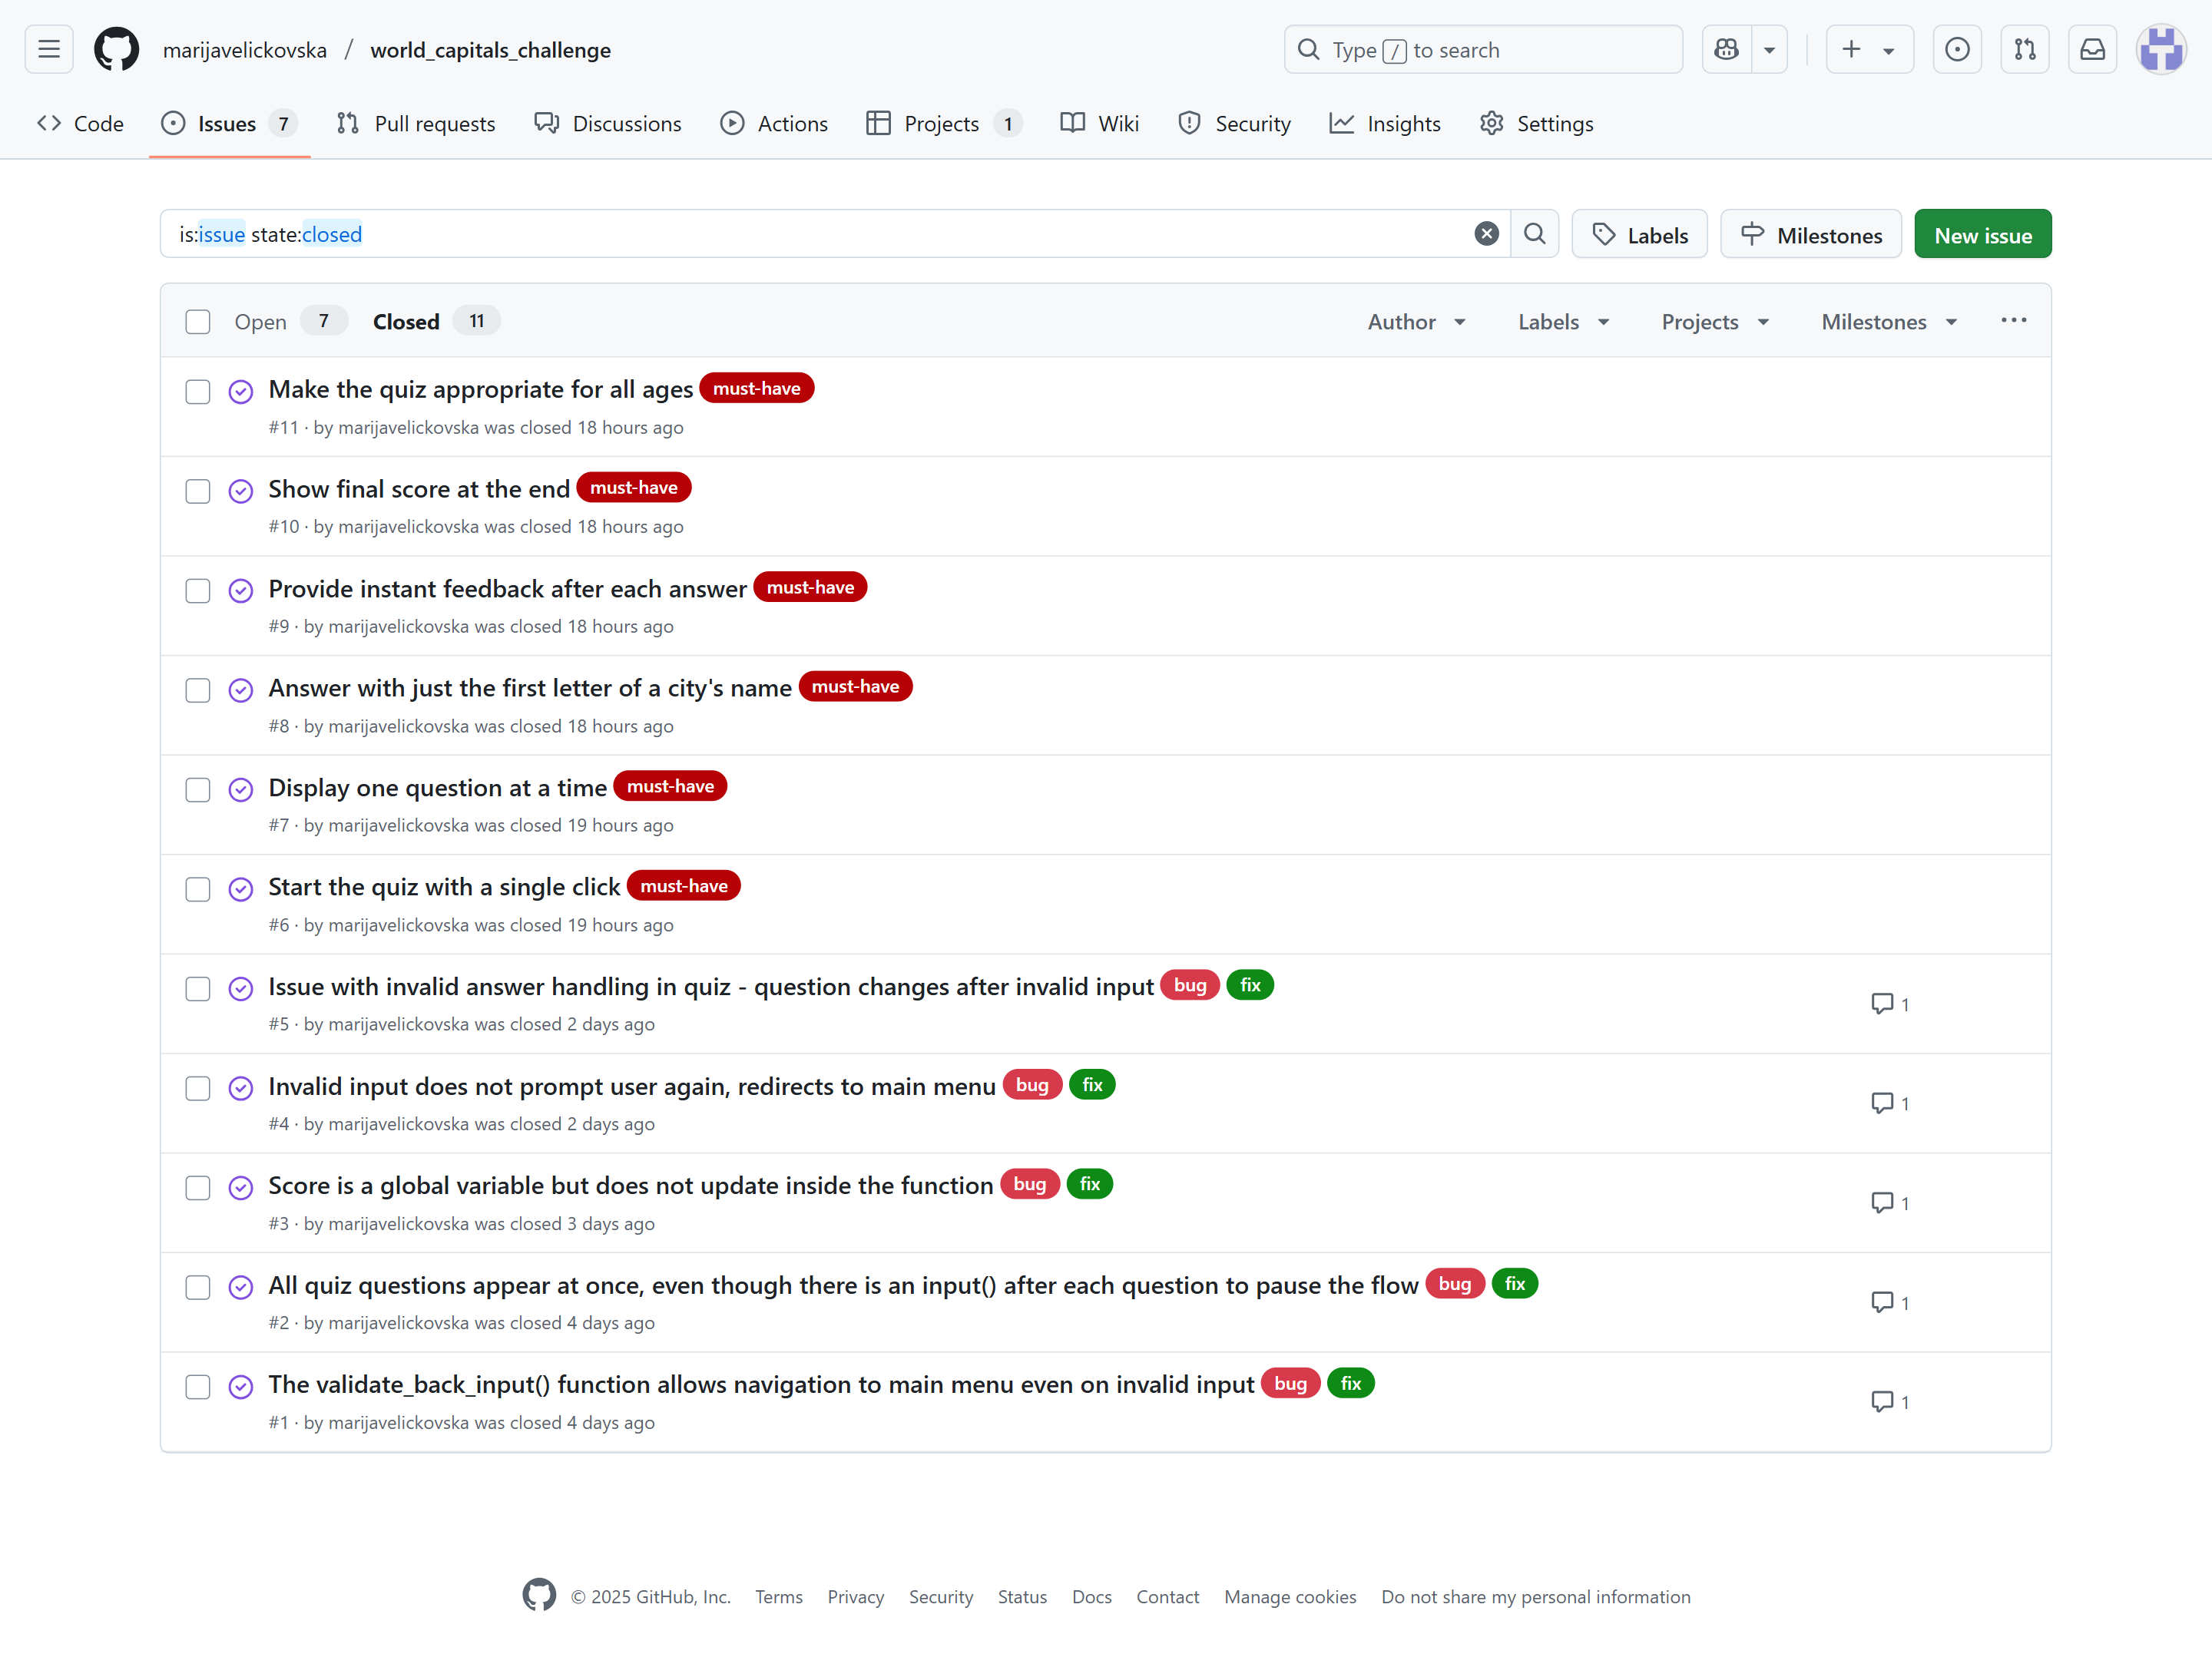 marijavelickovska / world_capitals_challenge
Type / to search
Code Issues 7 Pull requests Discussions Actions Projects 1 Wiki Security Insights Settings
is:issue state:closed
Labels Milestones New issue
Open 7 Closed 11 Author Labels Projects Milestones
Make the quiz appropriate for all ages must-have
#11 · by marijavelickovska was closed 18 hours ago
Show final score at the end must-have
#10 · by marijavelickovska was closed 18 hours ago
Provide instant feedback after each answer must-have
#9 · by marijavelickovska was closed 18 hours ago
Answer with just the first letter of a city's name must-have
#8 · by marijavelickovska was closed 18 hours ago
Display one question at a time must-have
#7 · by marijavelickovska was closed 19 hours ago
Start the quiz with a single click must-have
#6 · by marijavelickovska was closed 19 hours ago
Issue with invalid answer handling in quiz - question changes after invalid input bug fix
1
#5 · by marijavelickovska was closed 2 days ago
Invalid input does not prompt user again, redirects to main menu bug fix
1
#4 · by marijavelickovska was closed 2 days ago
Score is a global variable but does not update inside the function bug fix
1
#3 · by marijavelickovska was closed 3 days ago
All quiz questions appear at once, even though there is an input() after each question to pause the flow bug fix
1
#2 · by marijavelickovska was closed 4 days ago
The validate_back_input() function allows navigation to main menu even on invalid input bug fix
1
#1 · by marijavelickovska was closed 4 days ago
© 2025 GitHub, Inc. Terms Privacy Security Status Docs Contact Manage cookies Do not share my personal information